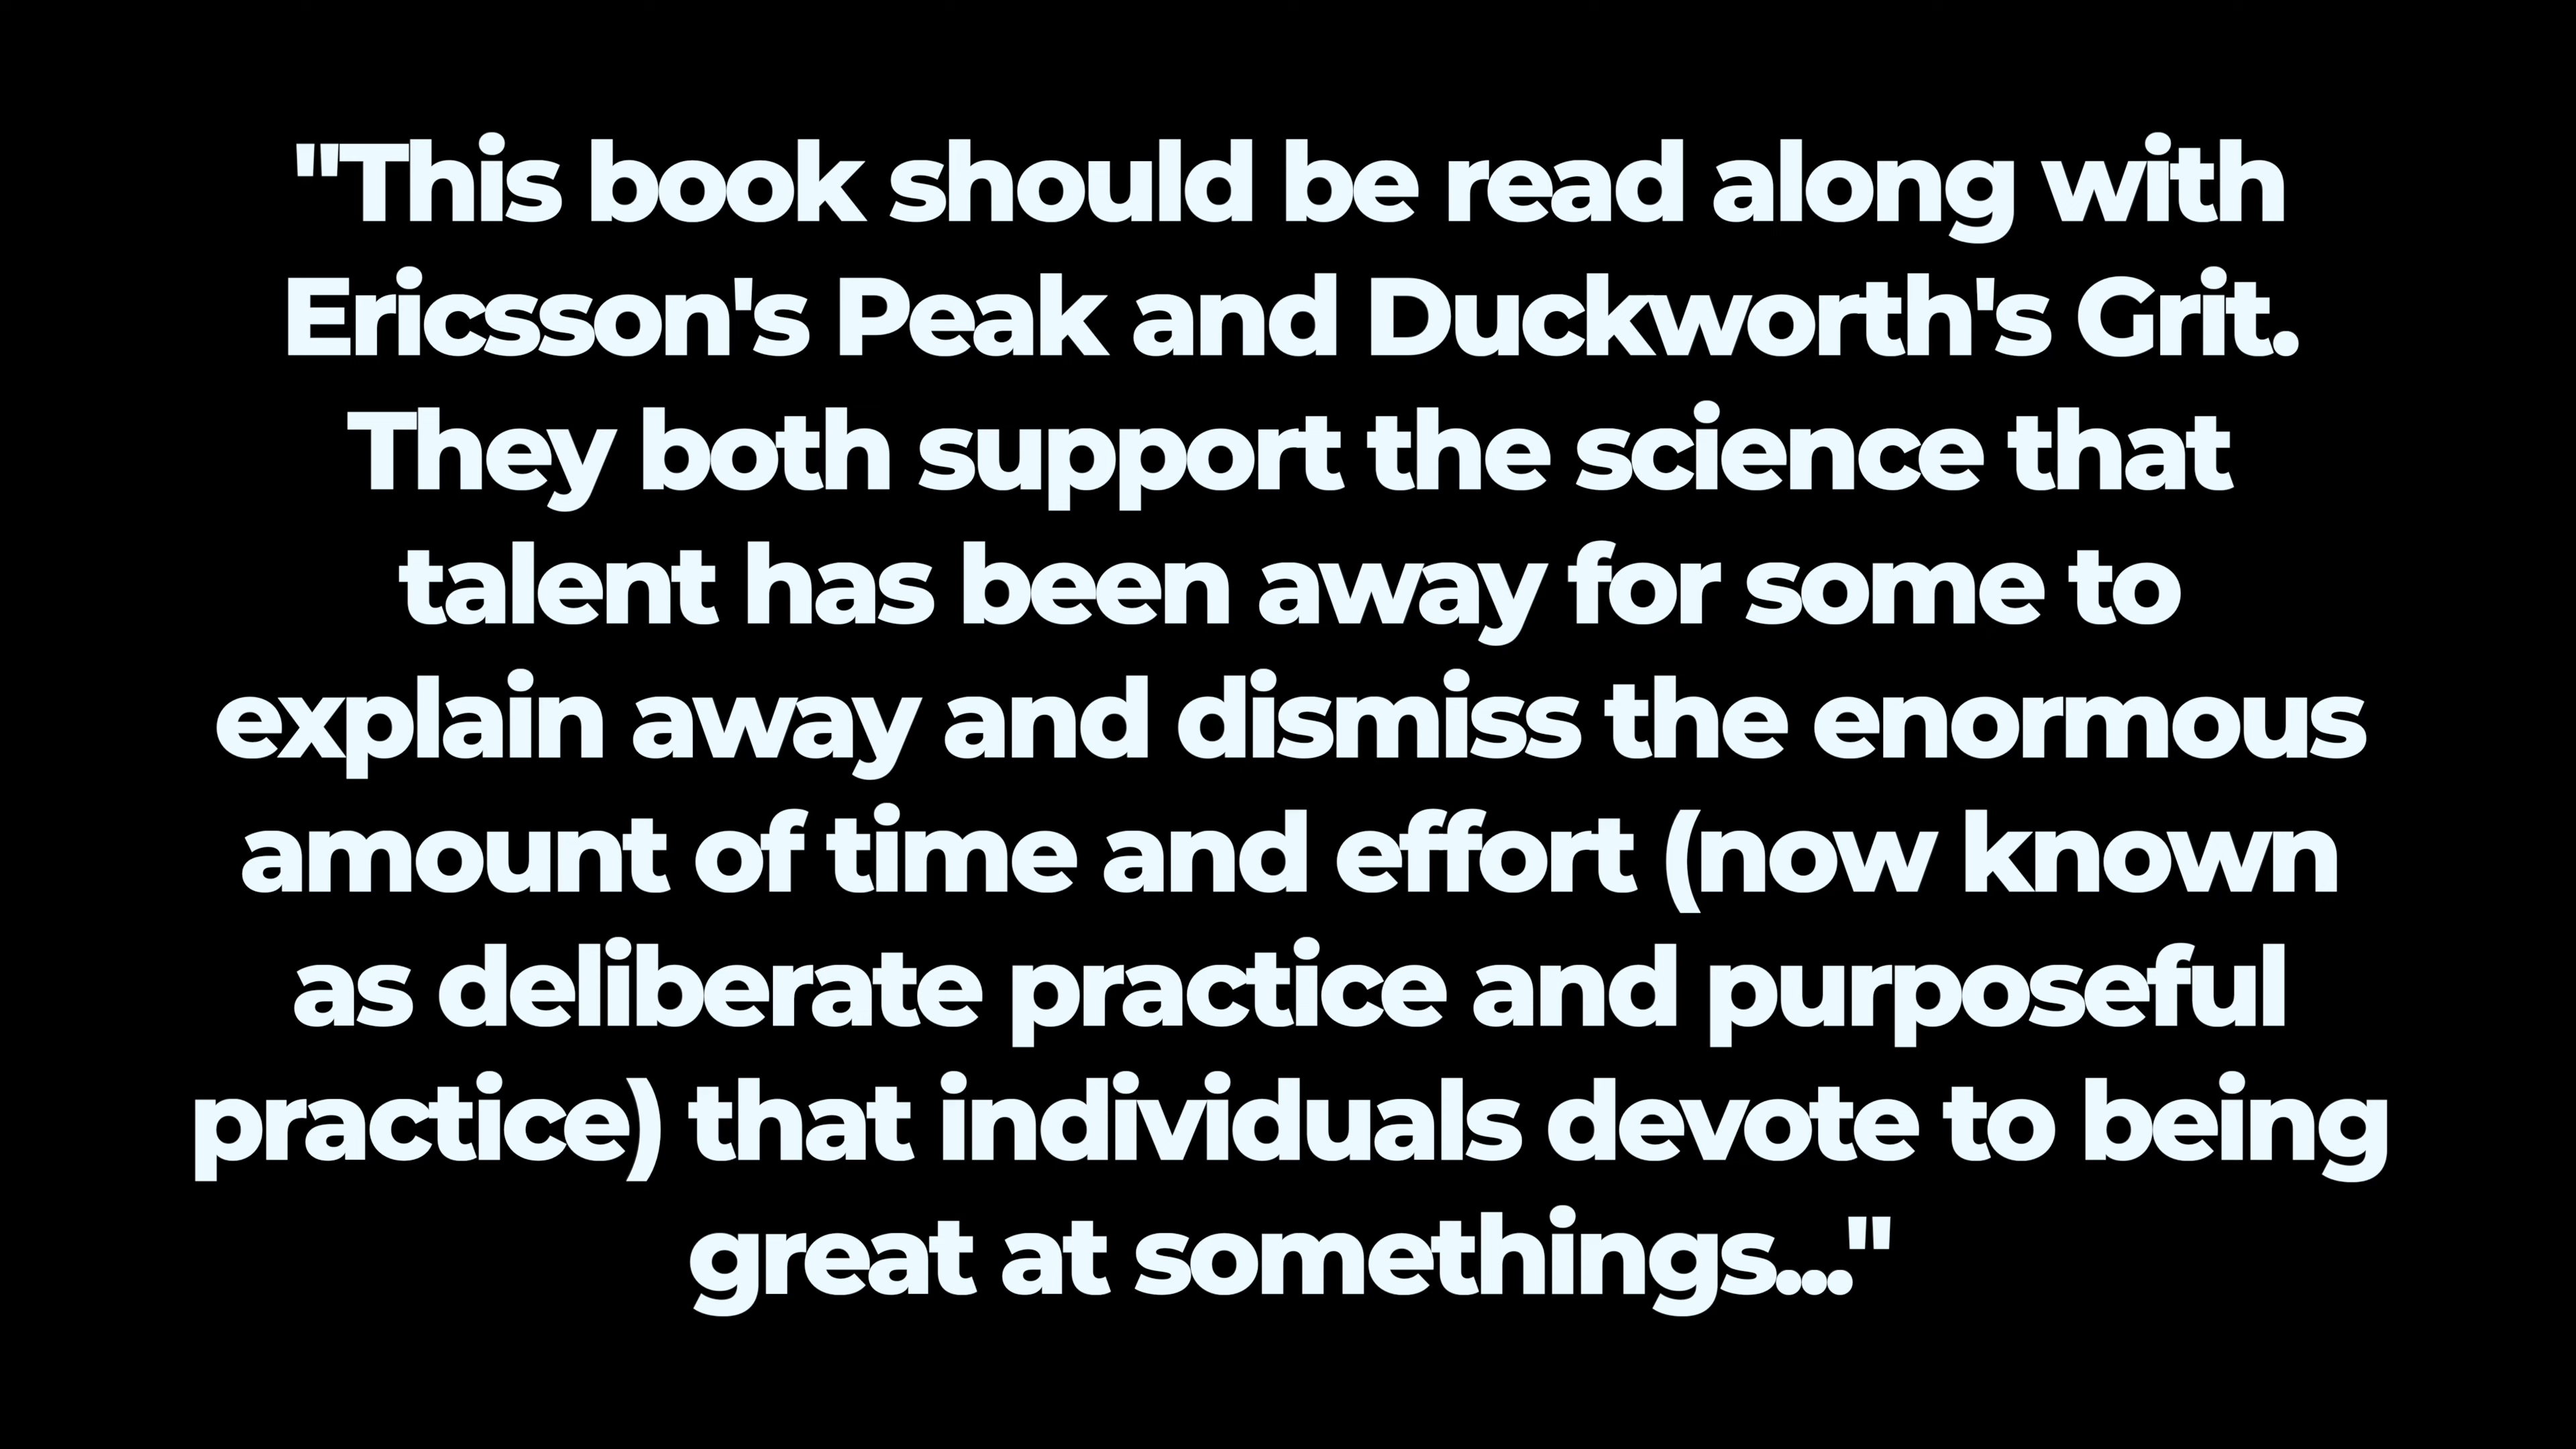 "This book should be read along with
Ericsson's Peak and Duckworth's Grit.
They both support the science that
talent has been away for some to
explain away and dismiss the enormous
amount of time and effort (now known
as deliberate practice and purposeful
practice) that individuals devote to being
great at somethings..."